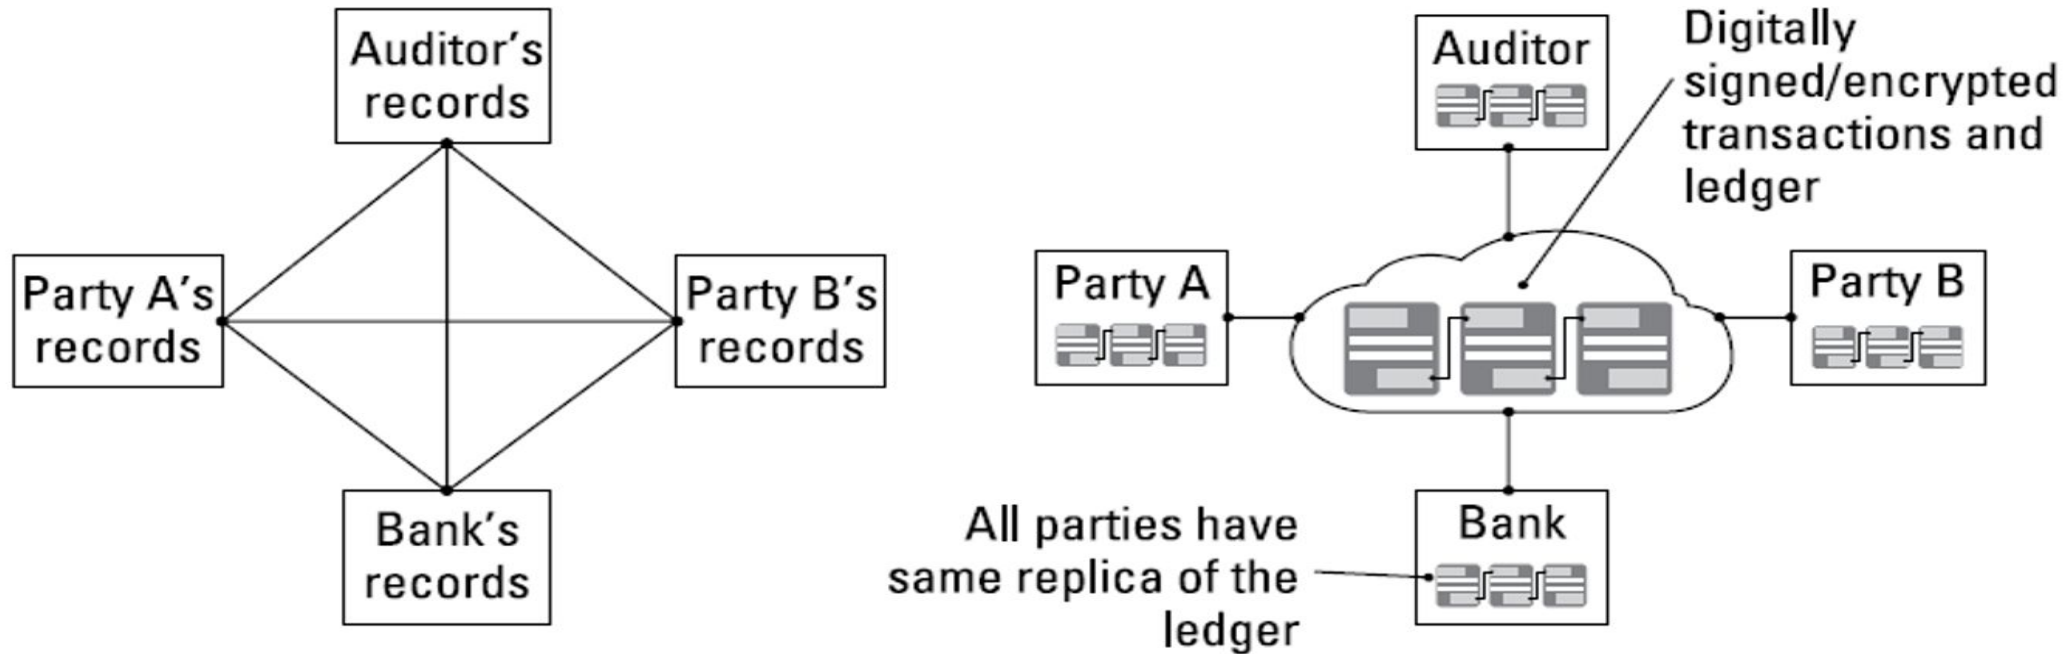 Auditor's
records
Party A's
records
Party B's
records
Bank's
records
Auditor
Digitally
signed/encrypted
transactions and
ledger
Party A
Party B
All parties have
same replica of the
ledger
Bank